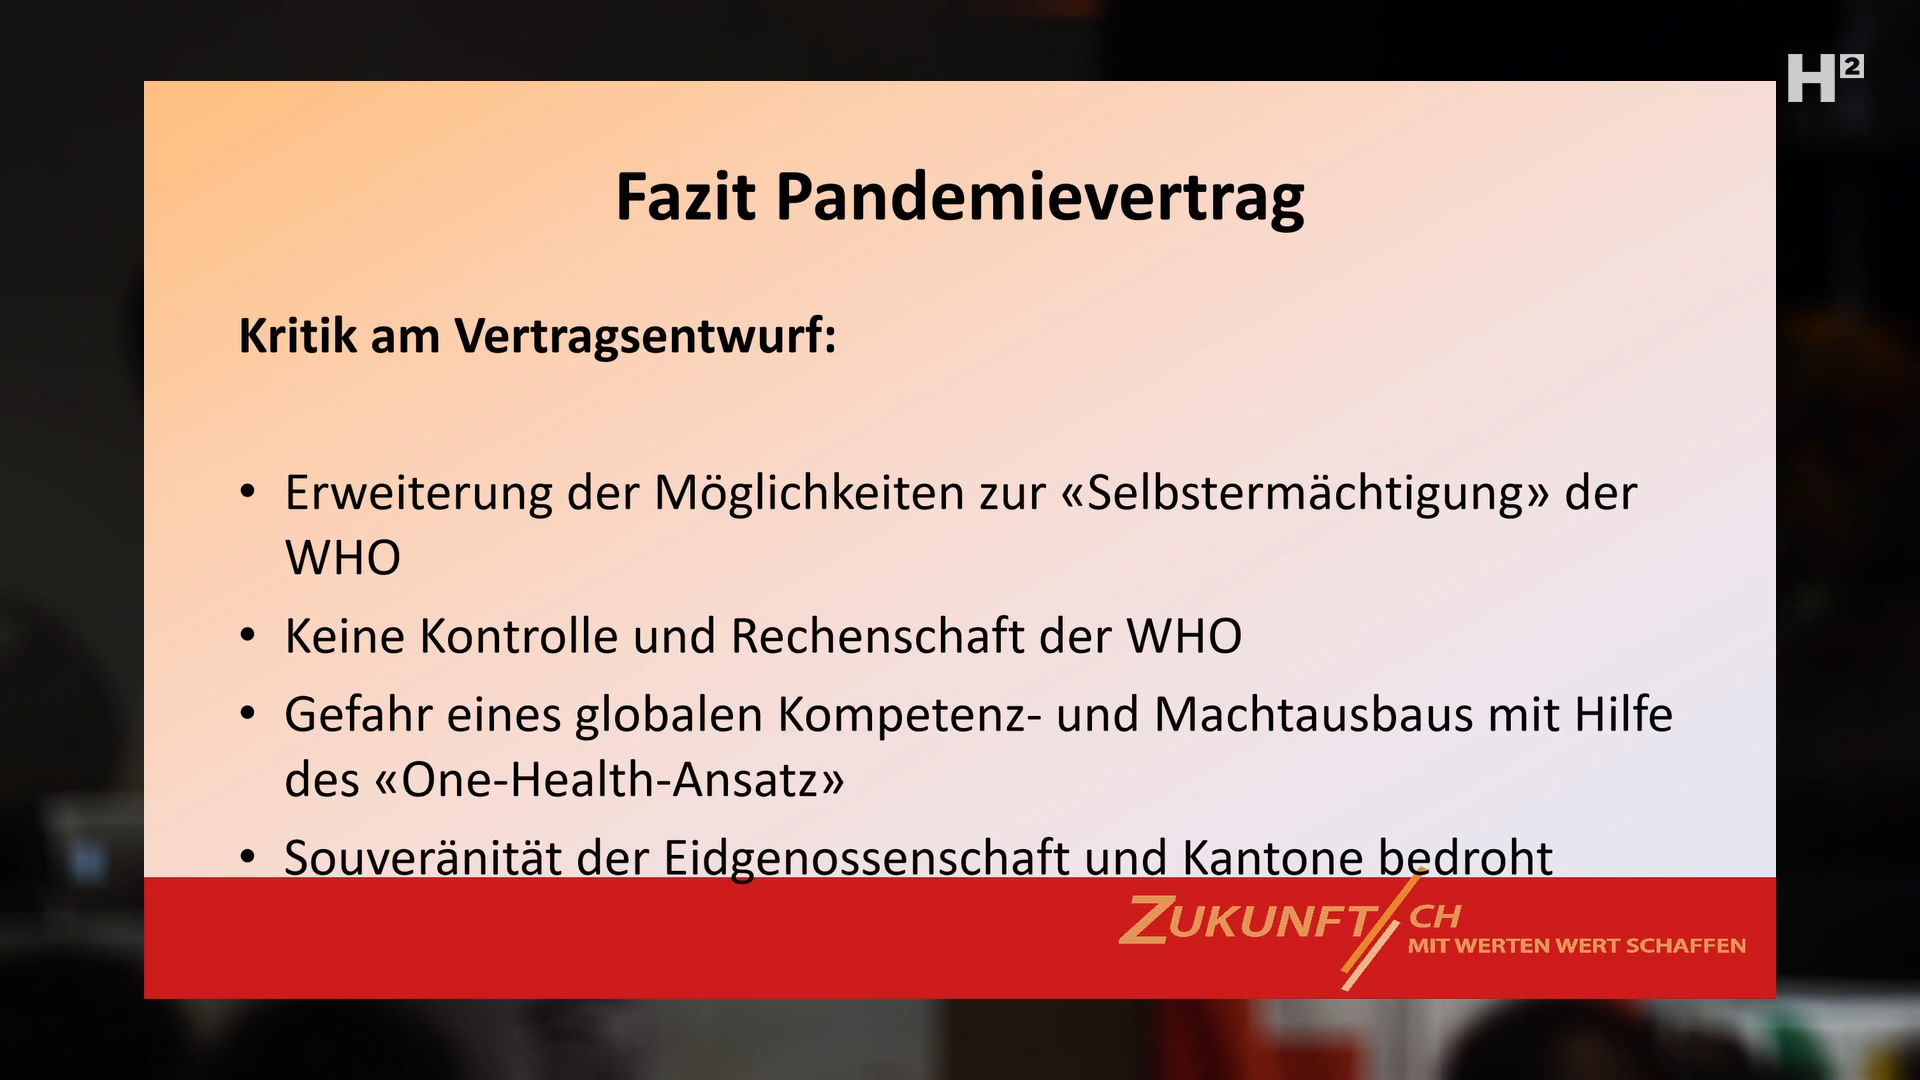 H²
Fazit Pandemievertrag
Kritik am Vertragsentwurf:
• Erweiterung der Möglichkeiten zur «Selbstermächtigung» der
WHO
• Keine Kontrolle und Rechenschaft der WHO
• Gefahr eines globalen Kompetenz- und Machtausbaus mit Hilfe
des «One-Health-Ansatz»
• Souveränität der Eidgenossenschaft und Kantone bedroht
ZUKUNFT CH
MIT WERTEN WERT SCHAFFEN